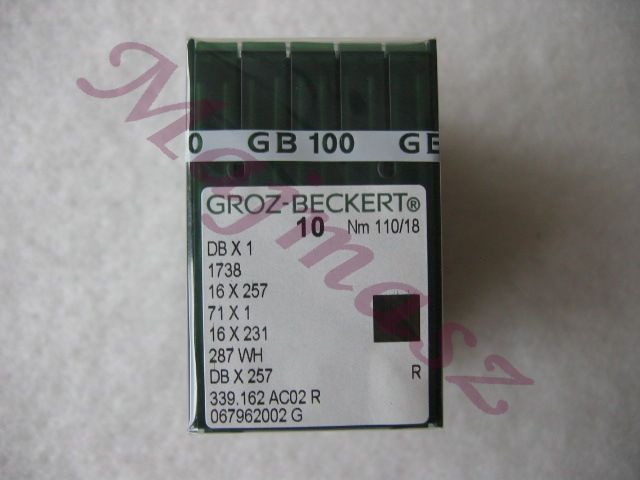 0 GB 100 GB
GROZ-BECKERT®
10 Nm 110/18
DB X 1
1738
16 X 257
71 X 1
16 X 231
287 WH
DB X 257 R
339.162 AC02 R
067962002 G